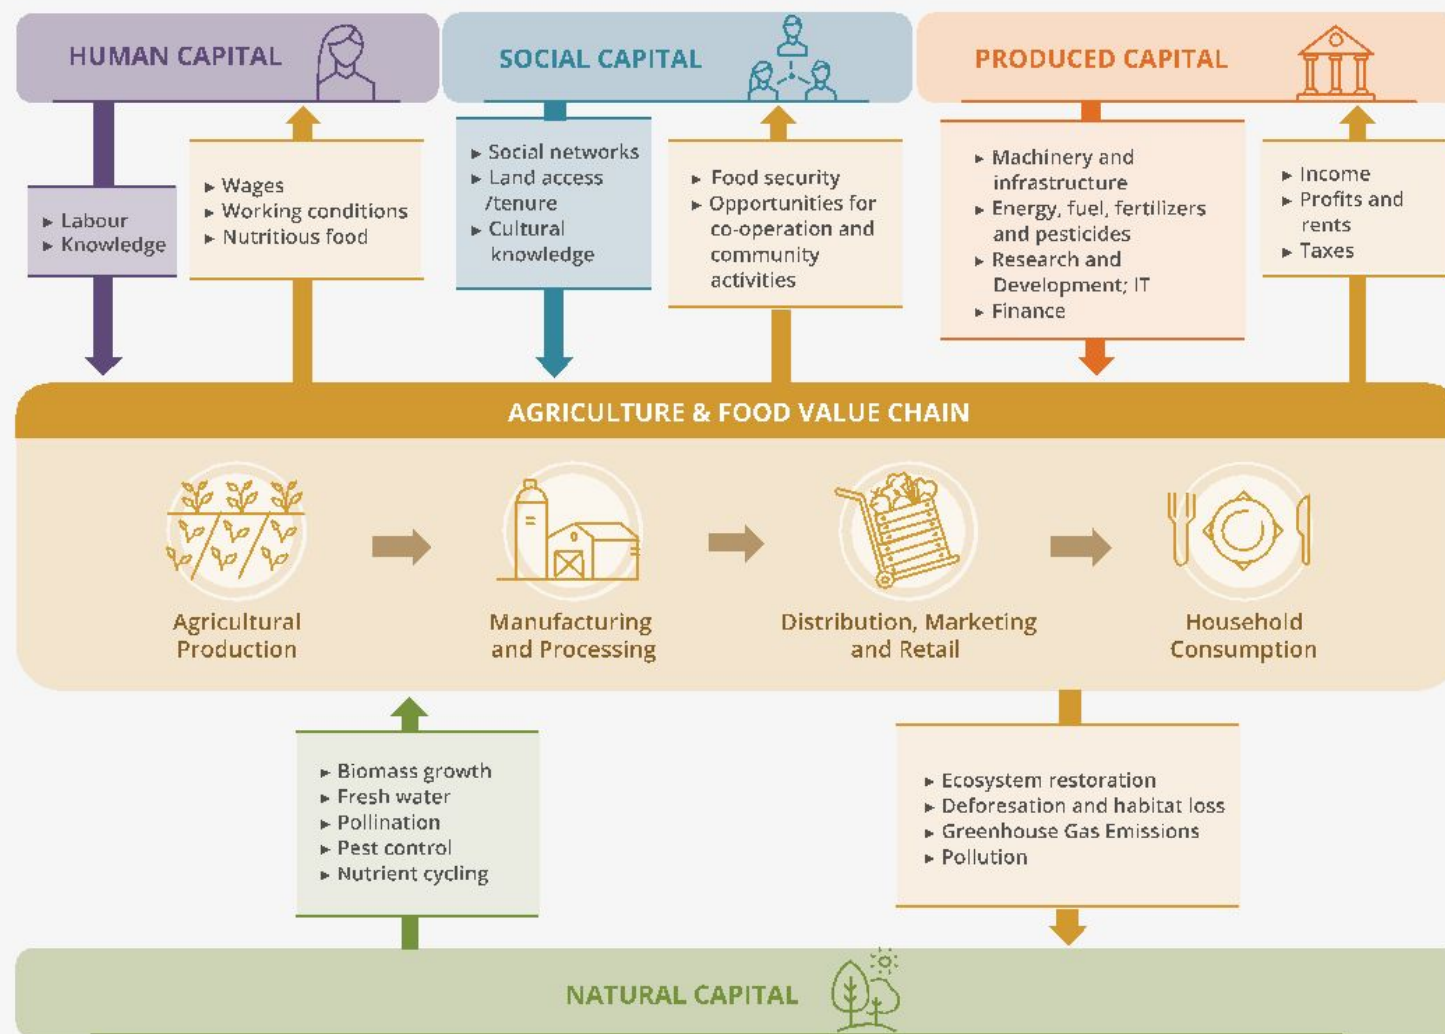 HUMAN CAPITAL
SOCIAL CAPITAL
PRODUCED CAPITAL
► Labour
► Knowledge
► Wages
► Working conditions
► Nutritious food
► Social networks
► Land access
/tenure
► Cultural
knowledge
► Food security
► Opportunities for
co-operation and
community
activities
► Machinery and
infrastructure
► Energy, fuel, fertilizers
and pesticides
► Research and
Development; IT
► Finance
► Income
► Profits and
rents
► Taxes
AGRICULTURE & FOOD VALUE CHAIN
Agricultural
Production
Manufacturing
and Processing
Distribution, Marketing
and Retail
Household
Consumption
► Biomass growth
► Fresh water
► Pollination
► Pest control
► Nutrient cycling
► Ecosystem restoration
► Deforesation and habitat loss
► Greenhouse Gas Emissions
► Pollution
NATURAL CAPITAL